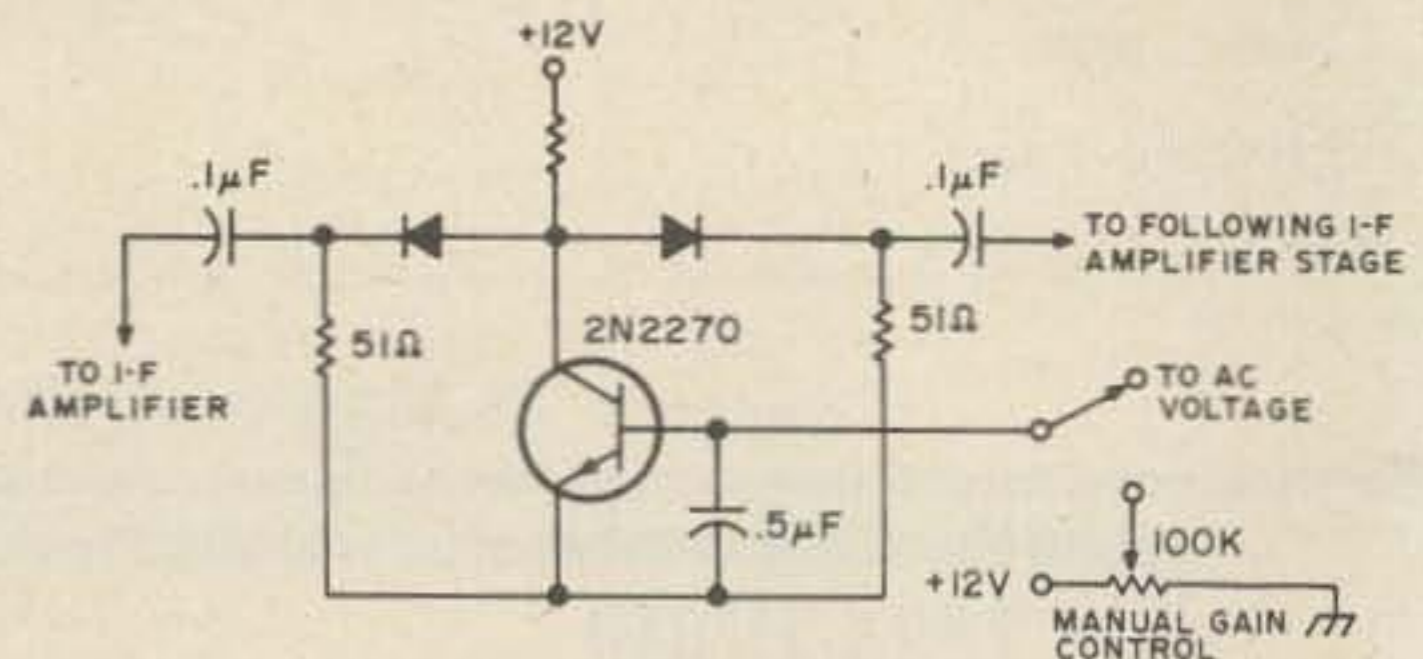 +12V
.1µF
.1µF
TO FOLLOWING I-F
AMPLIFIER STAGE
51Ω
2N2270
51Ω
TO I-F
AMPLIFIER
TO AC
VOLTAGE
.5µF
100K
+12V
MANUAL GAIN
CONTROL